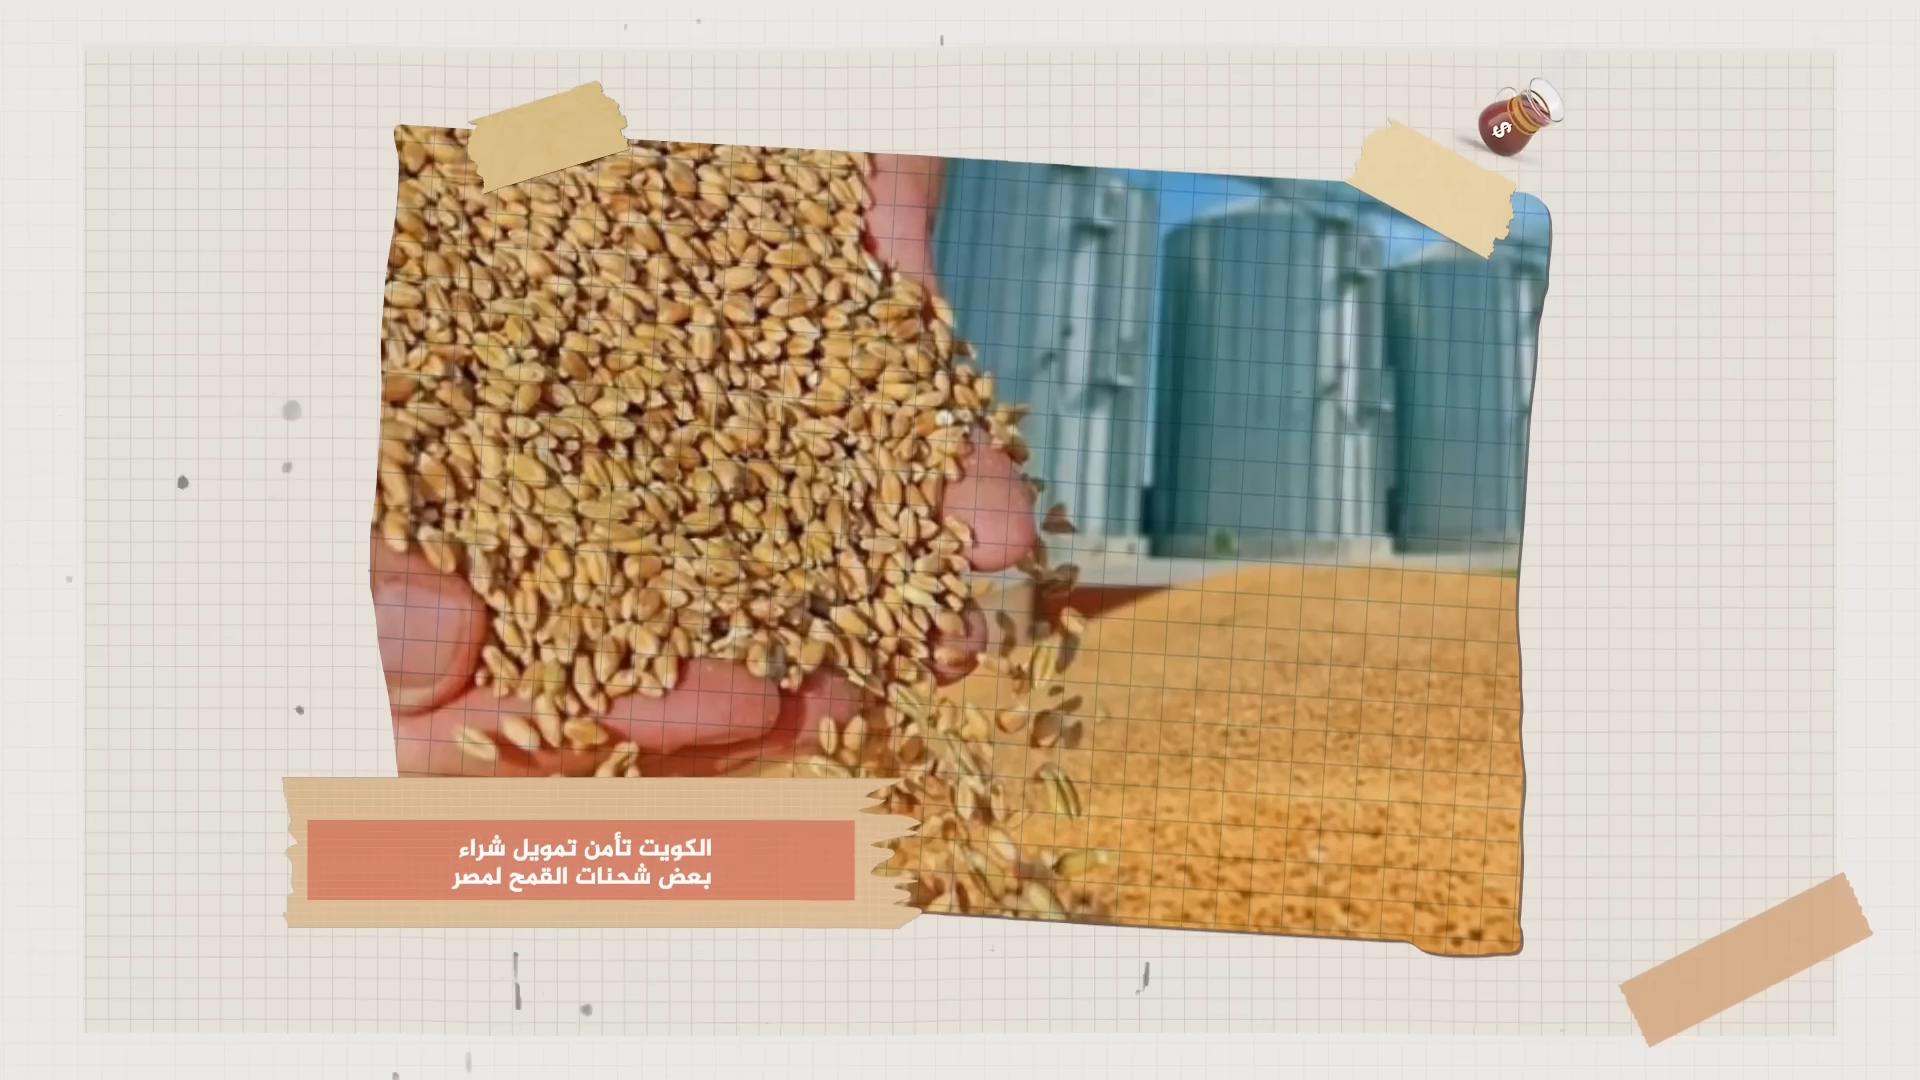 الكويت تأمن تمويل شراء
بعض شحنات القمح لمصر
$